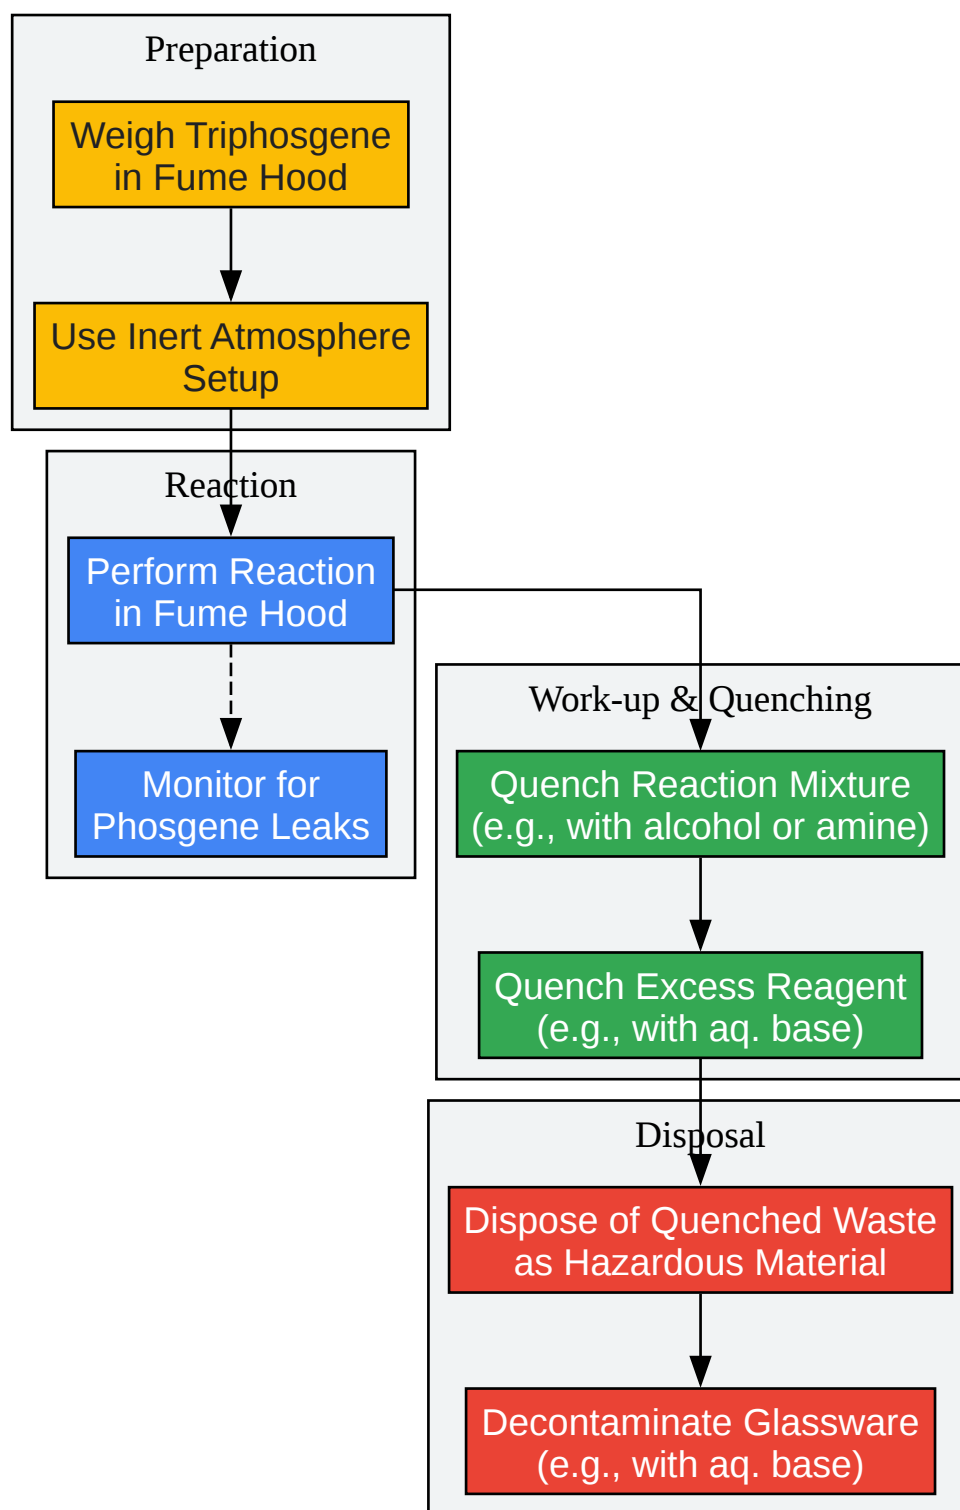 Preparation
Weigh Triphosgene
in Fume Hood
Use Inert Atmosphere
Setup
Reaction
Perform Reaction
in Fume Hood
Monitor for
Phosgene Leaks
Work-up & Quenching
Quench Reaction Mixture
(e.g., with alcohol or amine)
Quench Excess Reagent
(e.g., with aq. base)
Disposal
Dispose of Quenched Waste
as Hazardous Material
Decontaminate Glassware
(e.g., with aq. base)